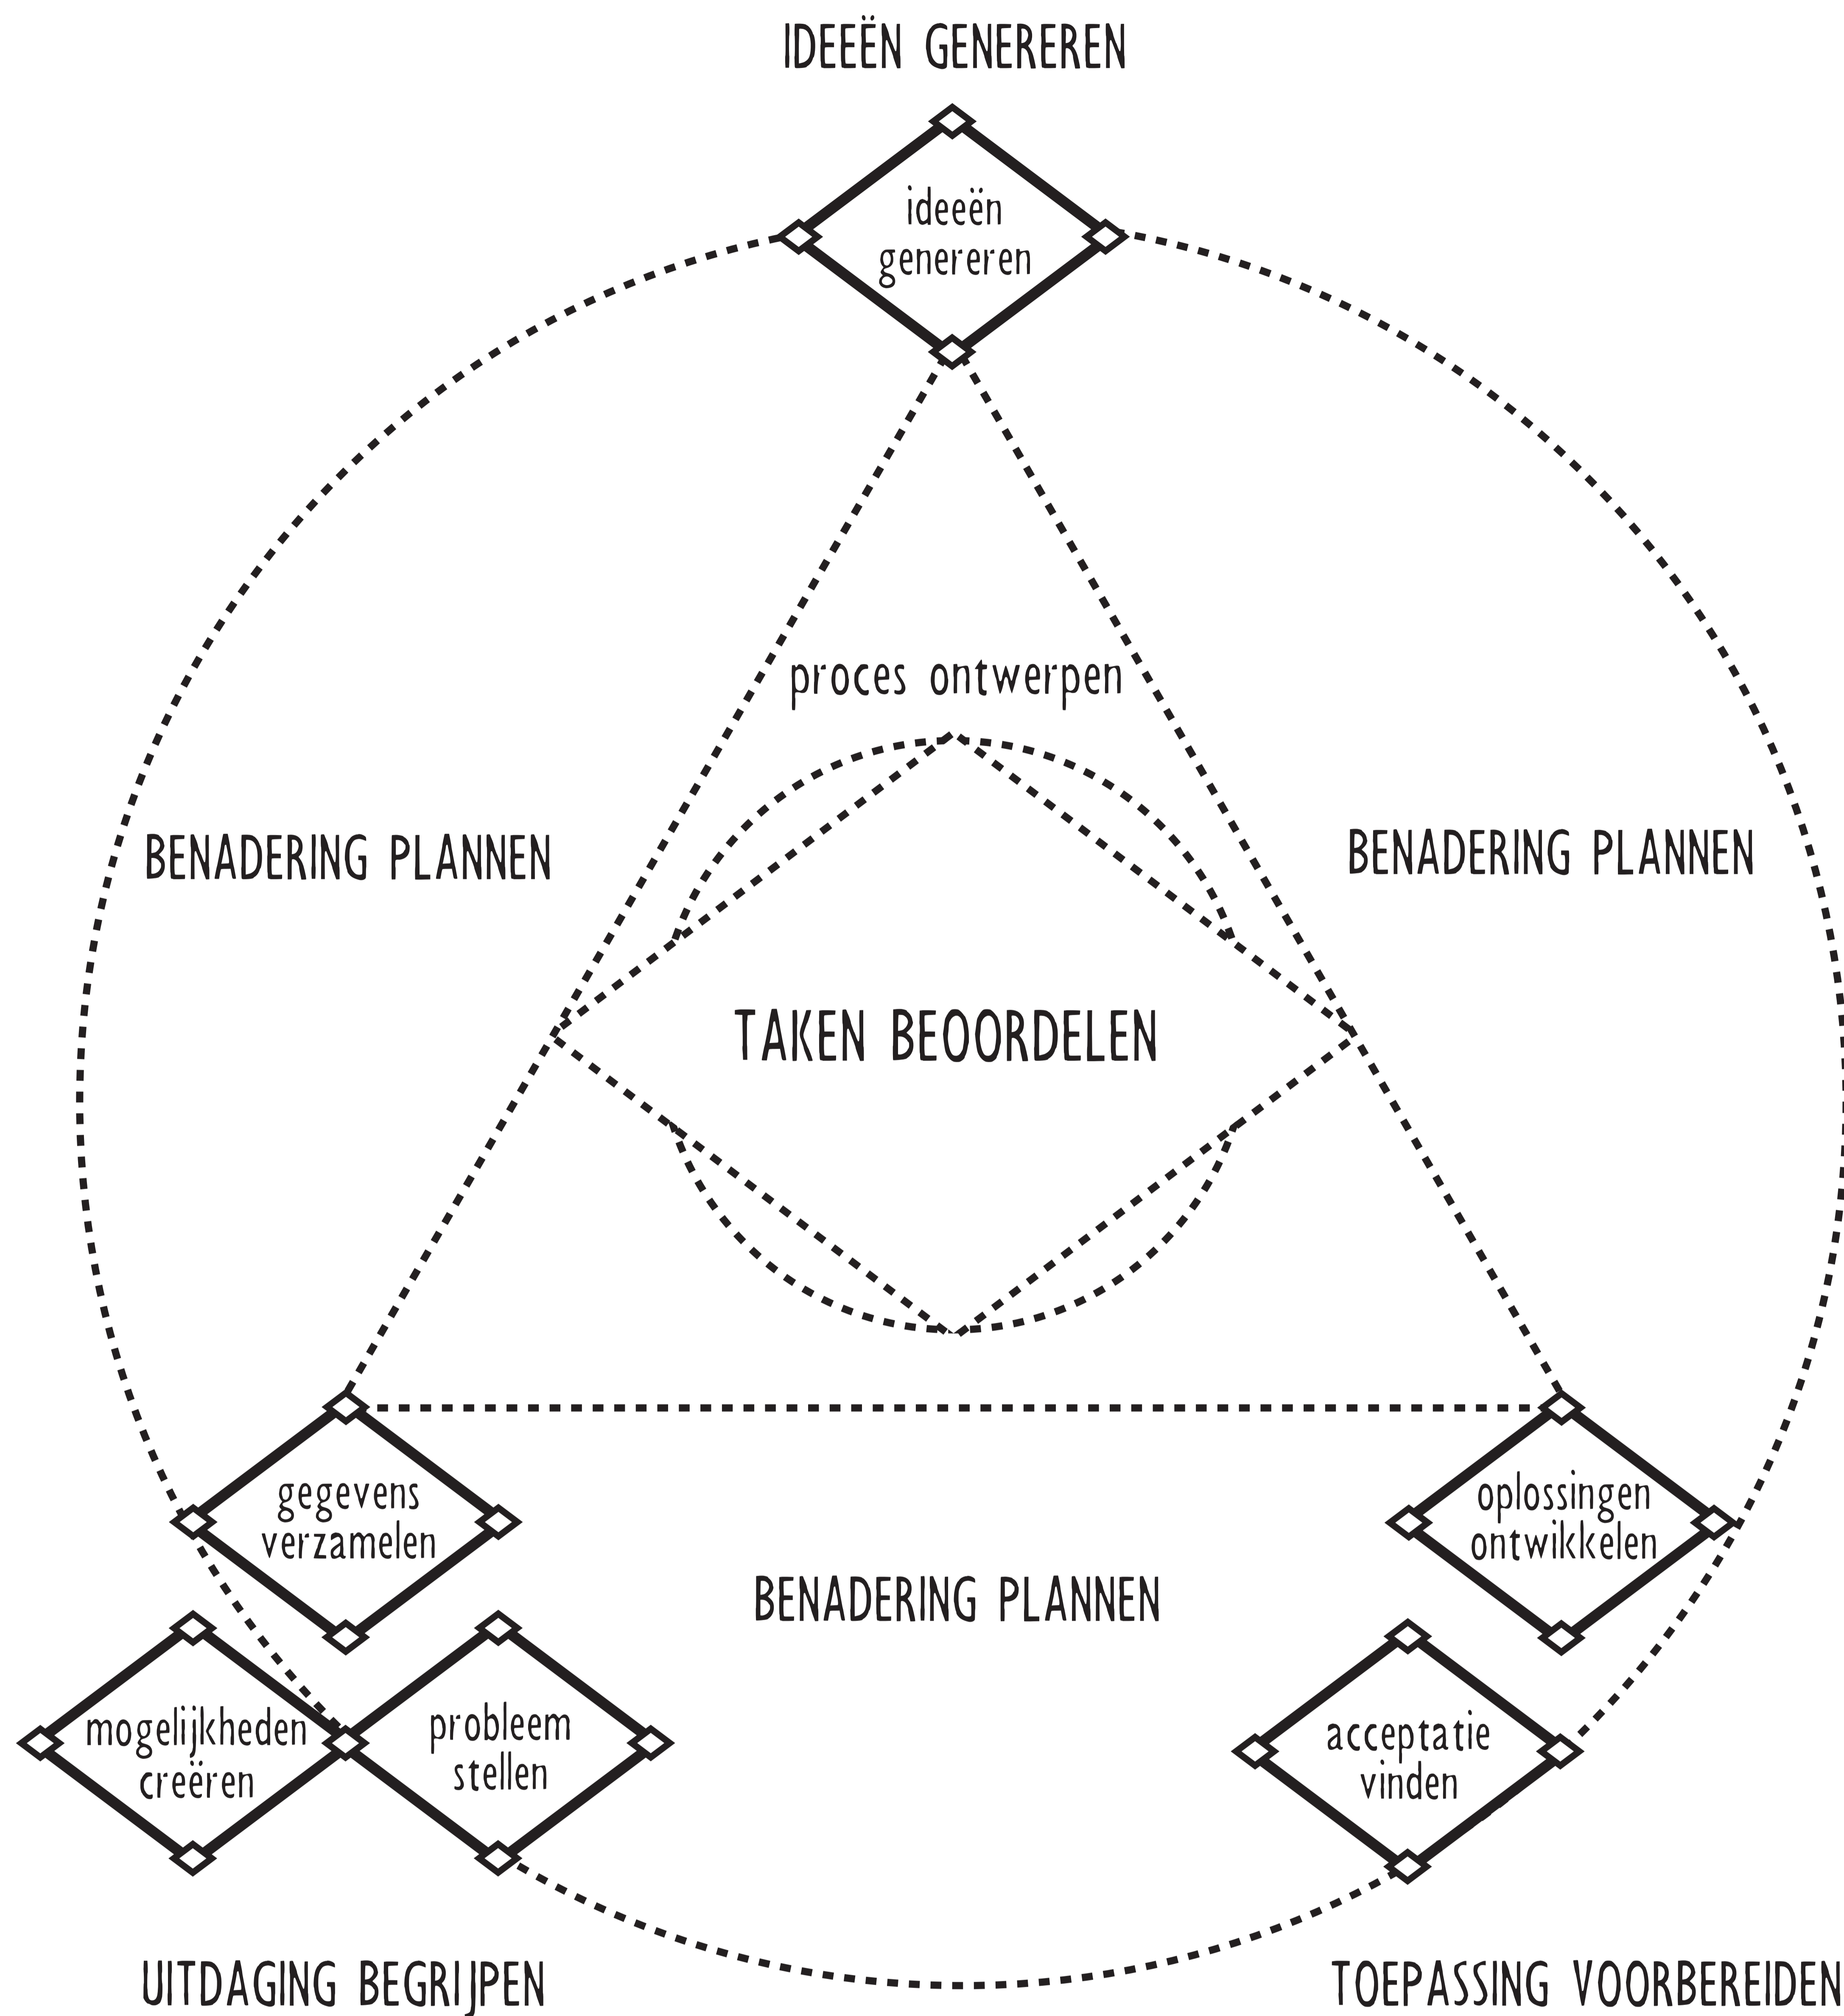 IDEEËN GENEREREN
ideeën
genereren
proces ontwerpen
BENADERING PLANNEN
BENADERING PLANNEN
TAKEN BEOORDELEN
gegevens
verzamelen
oplossingen
ontwikkelen
BENADERING PLANNEN
mogelijkheden
creëren
probleem
stellen
acceptatie
vinden
UITDAGING BEGRIJPEN
TOEPASSING VOORBEREIDEN